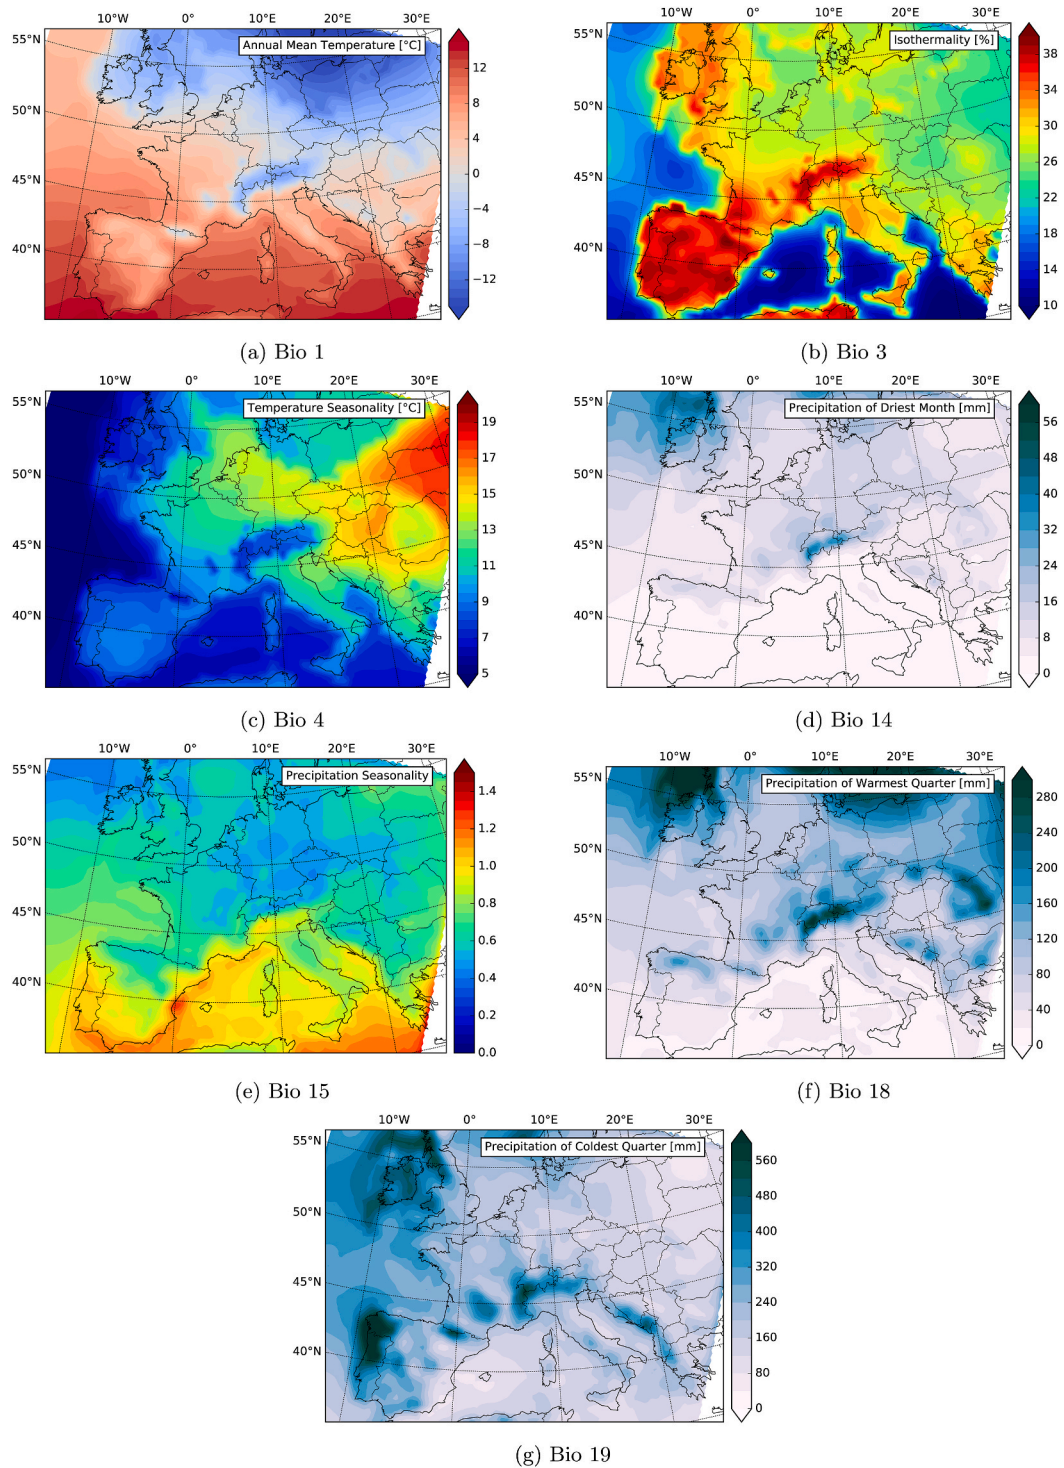 10°W 0° 10°E 20°E 30°E
55°N
50°N
45°N
40°N
Annual Mean Temperature [°C]
12
8
4
0
−4
−8
−12
(a) Bio 1
10°W 0° 10°E 20°E 30°E
55°N
50°N
45°N
40°N
Isothermality [%]
38
34
30
26
22
18
14
10
(b) Bio 3
10°W 0° 10°E 20°E 30°E
55°N
50°N
45°N
40°N
Temperature Seasonality [°C]
19
17
15
13
11
9
7
5
(c) Bio 4
10°W 0° 10°E 20°E 30°E
55°N
50°N
45°N
40°N
Precipitation of Driest Month [mm]
56
48
40
32
24
16
8
0
(d) Bio 14
10°W 0° 10°E 20°E 30°E
55°N
50°N
45°N
40°N
Precipitation Seasonality
1.4
1.2
1.0
0.8
0.6
0.4
0.2
0.0
(e) Bio 15
10°W 0° 10°E 20°E 30°E
55°N
50°N
45°N
40°N
Precipitation of Warmest Quarter [mm]
280
240
200
160
120
80
40
0
(f) Bio 18
10°W 0° 10°E 20°E 30°E
55°N
50°N
45°N
40°N
Precipitation of Coldest Quarter [mm]
560
480
400
320
240
160
80
0
(g) Bio 19